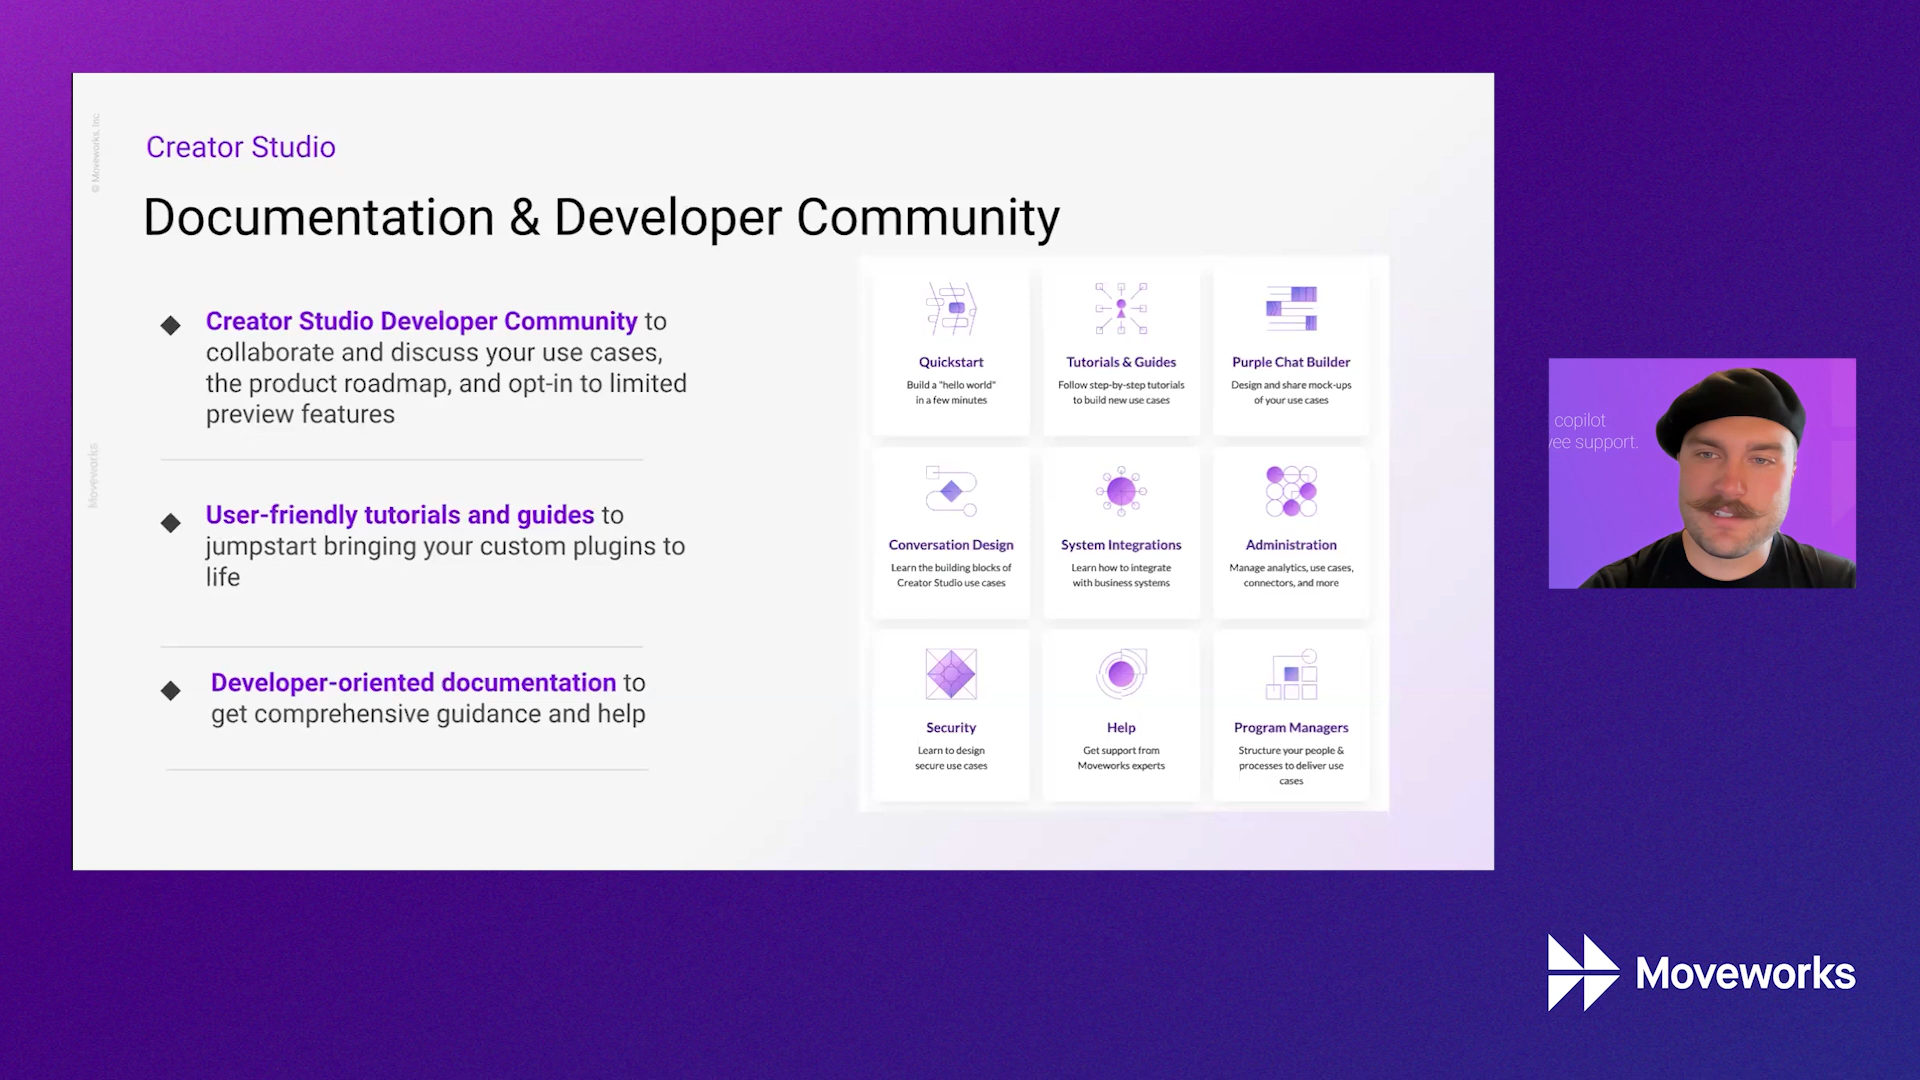 © Moveworks, Inc
Moveworks
Creator Studio
Documentation & Developer Community
Creator Studio Developer Community to
collaborate and discuss your use cases,
the product roadmap, and opt-in to limited
preview features
User-friendly tutorials and guides to
jumpstart bringing your custom plugins to
life
Developer-oriented documentation to
get comprehensive guidance and help
Quickstart
Build a "hello world"
in a few minutes
Tutorials & Guides
Follow step-by-step tutorials
to build new use cases
Purple Chat Builder
Design and share mock-ups
of your use cases
Conversation Design
Learn the building blocks of
Creator Studio use cases
System Integrations
Learn how to integrate
with business systems
Administration
Manage analytics, use cases,
connectors, and more
Security
Learn to design
secure use cases
Help
Get support from
Moveworks experts
Program Managers
Structure your people &
processes to deliver use
cases
copilot
yee support.
Moveworks